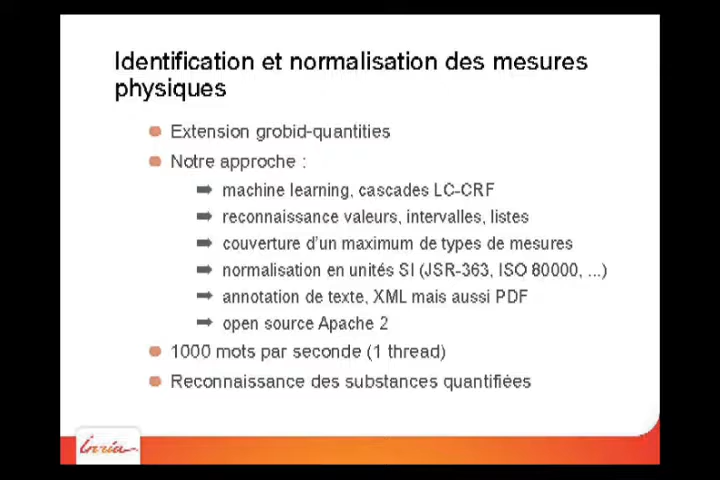 Identification et normalisation des mesures
physiques
Extension grobid-quantities
Notre approche :
machine learning, cascades LC-CRF
reconnaissance valeurs, intervalles, listes
couverture d'un maximum de types de mesures
normalisation en unités SI (JSR-363, ISO 80000, ...)
annotation de texte, XML mais aussi PDF
open source Apache 2
1000 mots par seconde (1 thread)
Reconnaissance des substances quantifiées
Inria